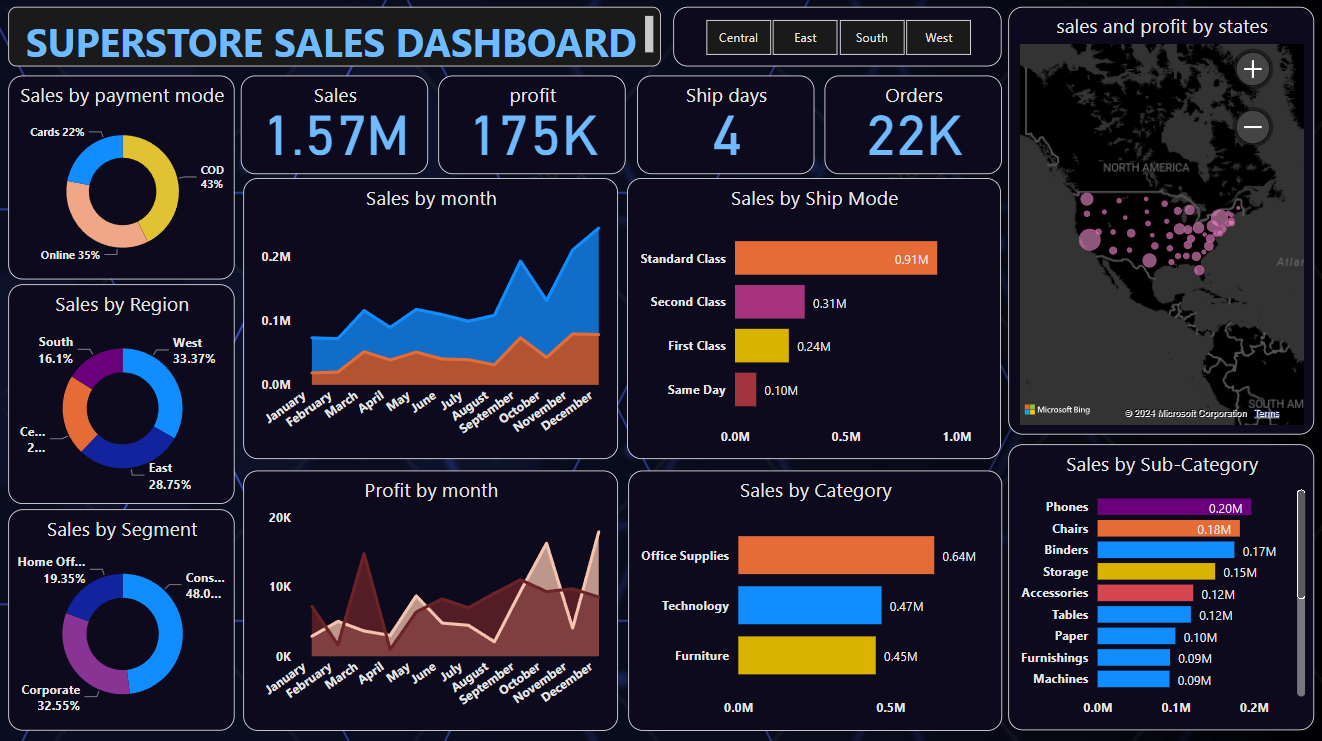 SUPERSTORE SALES DASHBOARD
Central East South West
sales and profit by states
Sales by payment mode
Cards 22%
COD
43%
Online 35%
Sales
1.57M
profit
175K
Ship days
4
Orders
22K
NORTH AMERICA
Atlar
SOUTH AM
Microsoft Bing
© 2024 Microsoft Corporation Terms
Sales by month
0.2M
0.1M
0.0M
January
February
March
April
May
June
July
August
September
October
November
December
Sales by Ship Mode
Standard Class 0.91M
Second Class 0.31M
First Class 0.24M
Same Day 0.10M
0.0M 0.5M 1.0M
Sales by Region
South
16.1%
West
33.37%
Ce...
2...
East
28.75%
Profit by month
20K
10K
0K
January
February
March
April
May
June
July
August
September
October
November
December
Sales by Category
Office Supplies 0.64M
Technology 0.47M
Furniture 0.45M
0.0M 0.5M
Sales by Sub-Category
Phones 0.20M
Chairs 0.18M
Binders 0.17M
Storage 0.15M
Accessories 0.12M
Tables 0.12M
Paper 0.10M
Furnishings 0.09M
Machines 0.09M
0.0M 0.1M 0.2M
Sales by Segment
Home Off...
19.35%
Cons...
48.0...
Corporate
32.55%